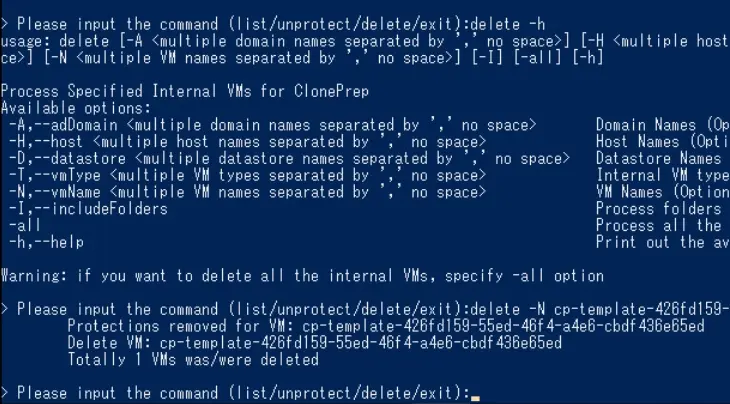 > Please input the command (list/unprotect/delete/exit):delete -h
usage: delete [-A <multiple domain names separated by ',' no space>] [-H <multiple host
ce>] [-N <multiple VM names separated by ',' no space>] [-I] [-all] [-h]
Process Specified Internal VMs for ClonePrep
Available options:
-A,--adDomain <multiple domain names separated by ',' no space> Domain Names (Op
-H,--host <multiple host names separated by ',' no space> Host Names (Opti
-D,--datastore <multiple datastore names separated by ',' no space> Datastore Names
-T,--vmType <multiple VM types separated by ',' no space> Internal VM type
-N,--vmName <multiple VM names separated by ',' no space> VM Names (Option
-I,--includeFolders Process folders
-all Process all the
-h,--help Print out the av
Warning: if you want to delete all the internal VMs, specify -all option
> Please input the command (list/unprotect/delete/exit):delete -N cp-template-426fd159-
Protections removed for VM: cp-template-426fd159-55ed-46f4-a4e6-cbdf436e65ed
Delete VM: cp-template-426fd159-55ed-46f4-a4e6-cbdf436e65ed
Totally 1 VMs was/were deleted
> Please input the command (list/unprotect/delete/exit):